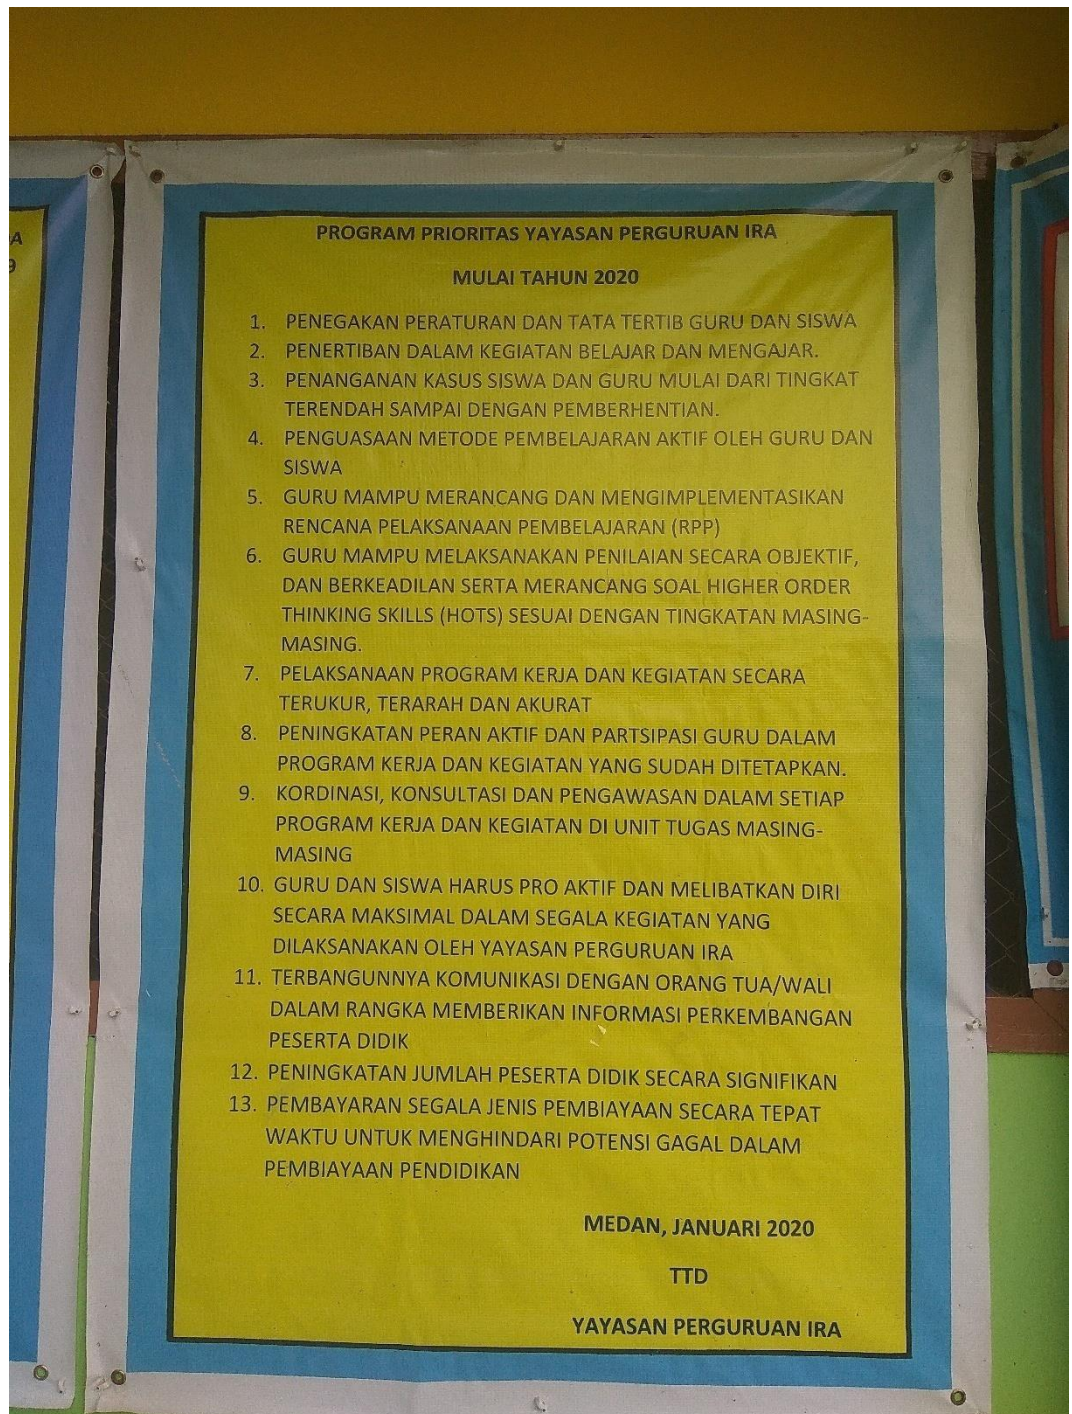 PROGRAM PRIORITAS YAYASAN PERGURUAN IRA
MULAI TAHUN 2020
1. PENEGAKAN PERATURAN DAN TATA TERTIB GURU DAN SISWA
2. PENERTIBAN DALAM KEGIATAN BELAJAR DAN MENGAJAR.
3. PENANGANAN KASUS SISWA DAN GURU MULAI DARI TINGKAT
TERENDAH SAMPAI DENGAN PEMBERHENTIAN.
4. PENGUASAAN METODE PEMBELAJARAN AKTIF OLEH GURU DAN
SISWA
5. GURU MAMPU MERANCANG DAN MENGIMPLEMENTASIKAN
RENCANA PELAKSANAAN PEMBELAJARAN (RPP)
6. GURU MAMPU MELAKSANAKAN PENILAIAN SECARA OBJEKTIF,
DAN BERKEADILAN SERTA MERANCANG SOAL HIGHER ORDER
THINKING SKILLS (HOTS) SESUAI DENGAN TINGKATAN MASING-
MASING.
7. PELAKSANAAN PROGRAM KERJA DAN KEGIATAN SECARA
TERUKUR, TERARAH DAN AKURAT
8. PENINGKATAN PERAN AKTIF DAN PARTSIPASI GURU DALAM
PROGRAM KERJA DAN KEGIATAN YANG SUDAH DITETAPKAN.
9. KORDINASI, KONSULTASI DAN PENGAWASAN DALAM SETIAP
PROGRAM KERJA DAN KEGIATAN DI UNIT TUGAS MASING-
MASING
10. GURU DAN SISWA HARUS PRO AKTIF DAN MELIBATKAN DIRI
SECARA MAKSIMAL DALAM SEGALA KEGIATAN YANG
DILAKSANAKAN OLEH YAYASAN PERGURUAN IRA
11. TERBANGUNNYA KOMUNIKASI DENGAN ORANG TUA/WALI
DALAM RANGKA MEMBERIKAN INFORMASI PERKEMBANGAN
PESERTA DIDIK
12. PENINGKATAN JUMLAH PESERTA DIDIK SECARA SIGNIFIKAN
13. PEMBAYARAN SEGALA JENIS PEMBIAYAAN SECARA TEPAT
WAKTU UNTUK MENGHINDARI POTENSI GAGAL DALAM
PEMBIAYAAN PENDIDIKAN
MEDAN, JANUARI 2020
TTD
YAYASAN PERGURUAN IRA